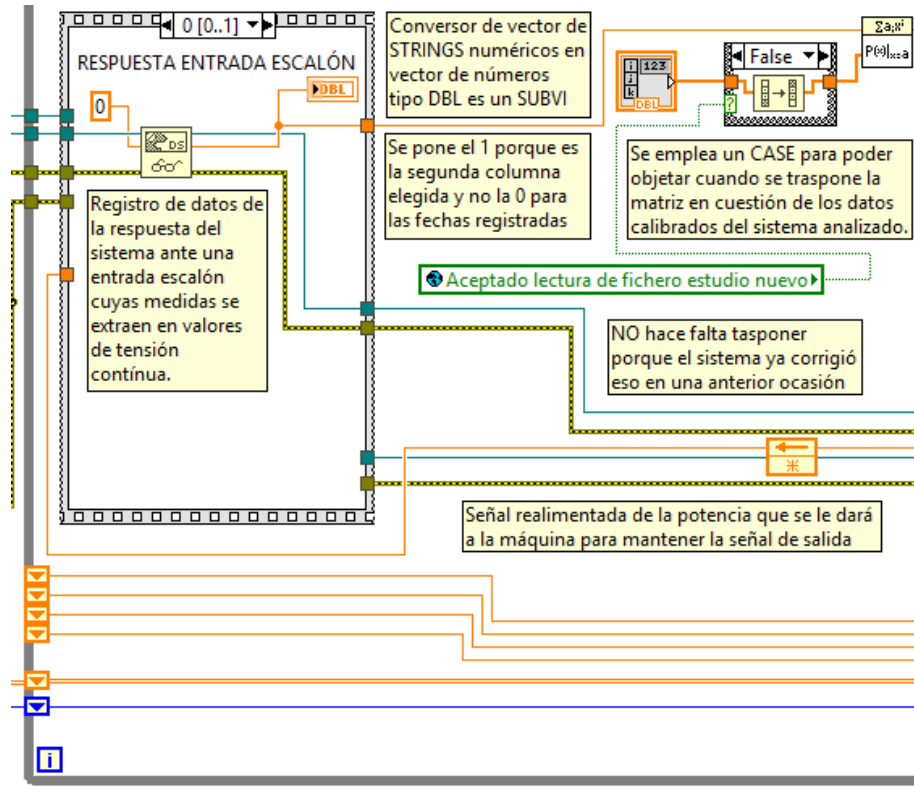 0 [0..1]
RESPUESTA ENTRADA ESCALÓN
0
DBL
DS
Registro de datos de
la respuesta del
sistema ante una
entrada escalón
cuyas medidas se
extraen en valores
de tensión
contínua.
Conversor de vector de
STRINGS numéricos en
vector de números
tipo DBL es un SUBVI
Se pone el 1 porque es
la segunda columna
elegida y no la 0 para
las fechas registradas
i 123
j
k
DBL
False
?
Σa;xⁱ
P(x)|x=a
Se emplea un CASE para poder
objetar cuando se traspone la
matriz en cuestión de los datos
calibrados del sistema analizado.
Aceptado lectura de fichero estudio nuevo
NO hace falta tasponer
porque el sistema ya corrigió
eso en una anterior ocasión
Señal realimentada de la potencia que se le dará
a la máquina para mantener la señal de salida
i